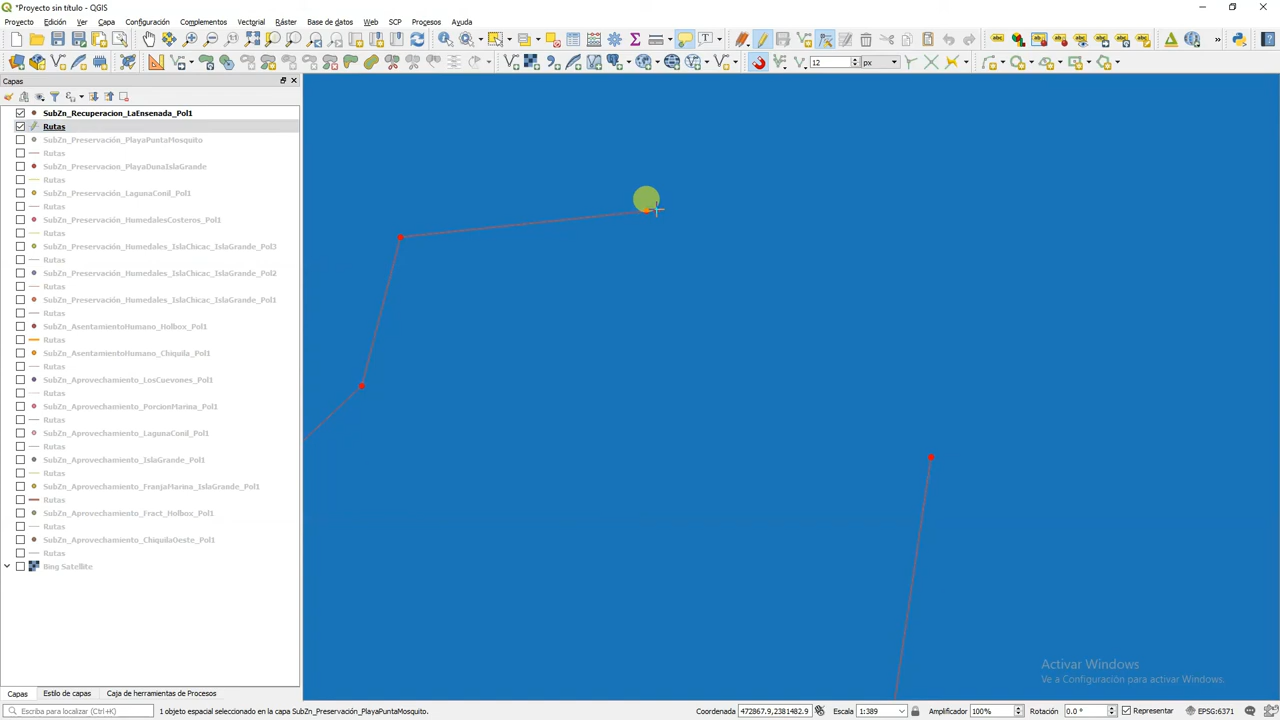 *Proyecto sin título - QGIS
Proyecto Edición Ver Capa Configuración Complementos Vectorial Ráster Base de datos Web SCP Procesos Ayuda
12 px
Capas
SubZn_Recuperacion_LaEnsenada_Pol1
Rutas
SubZn_Preservación_PlayaPuntaMosquito
Rutas
SubZn_Preservacion_PlayaDunaIslaGrande
Rutas
SubZn_Preservación_LagunaConil_Pol1
Rutas
SubZn_Preservación_HumedalesCosteros_Pol1
Rutas
SubZn_Preservación_Humedales_IslaChicac_IslaGrande_Pol3
Rutas
SubZn_Preservación_Humedales_IslaChicac_IslaGrande_Pol2
Rutas
SubZn_Preservación_Humedales_IslaChicac_IslaGrande_Pol1
Rutas
SubZn_AsentamientoHumano_Holbox_Pol1
Rutas
SubZn_AsentamientoHumano_Chiquila_Pol1
Rutas
SubZn_Aprovechamiento_LosCuevones_Pol1
Rutas
SubZn_Aprovechamiento_PorcionMarina_Pol1
Rutas
SubZn_Aprovechamiento_LagunaConil_Pol1
Rutas
SubZn_Aprovechamiento_IslaGrande_Pol1
Rutas
SubZn_Aprovechamiento_FranjaMarina_IslaGrande_Pol1
Rutas
SubZn_Aprovechamiento_Fract_Holbox_Pol1
Rutas
SubZn_Aprovechamiento_ChiquilaOeste_Pol1
Rutas
Bing Satellite
Activar Windows
Ve a Configuración para activar Windows.
Capas Estilo de capas Caja de herramientas de Procesos
Escriba para localizar (Ctrl+K) 1 objeto espacial seleccionado en la capa SubZn_Preservación_PlayaPuntaMosquito. Coordenada 472867.9,2381482.9 Escala 1:389 Amplificador 100% Rotación 0.0 ° Representar EPSG:6371